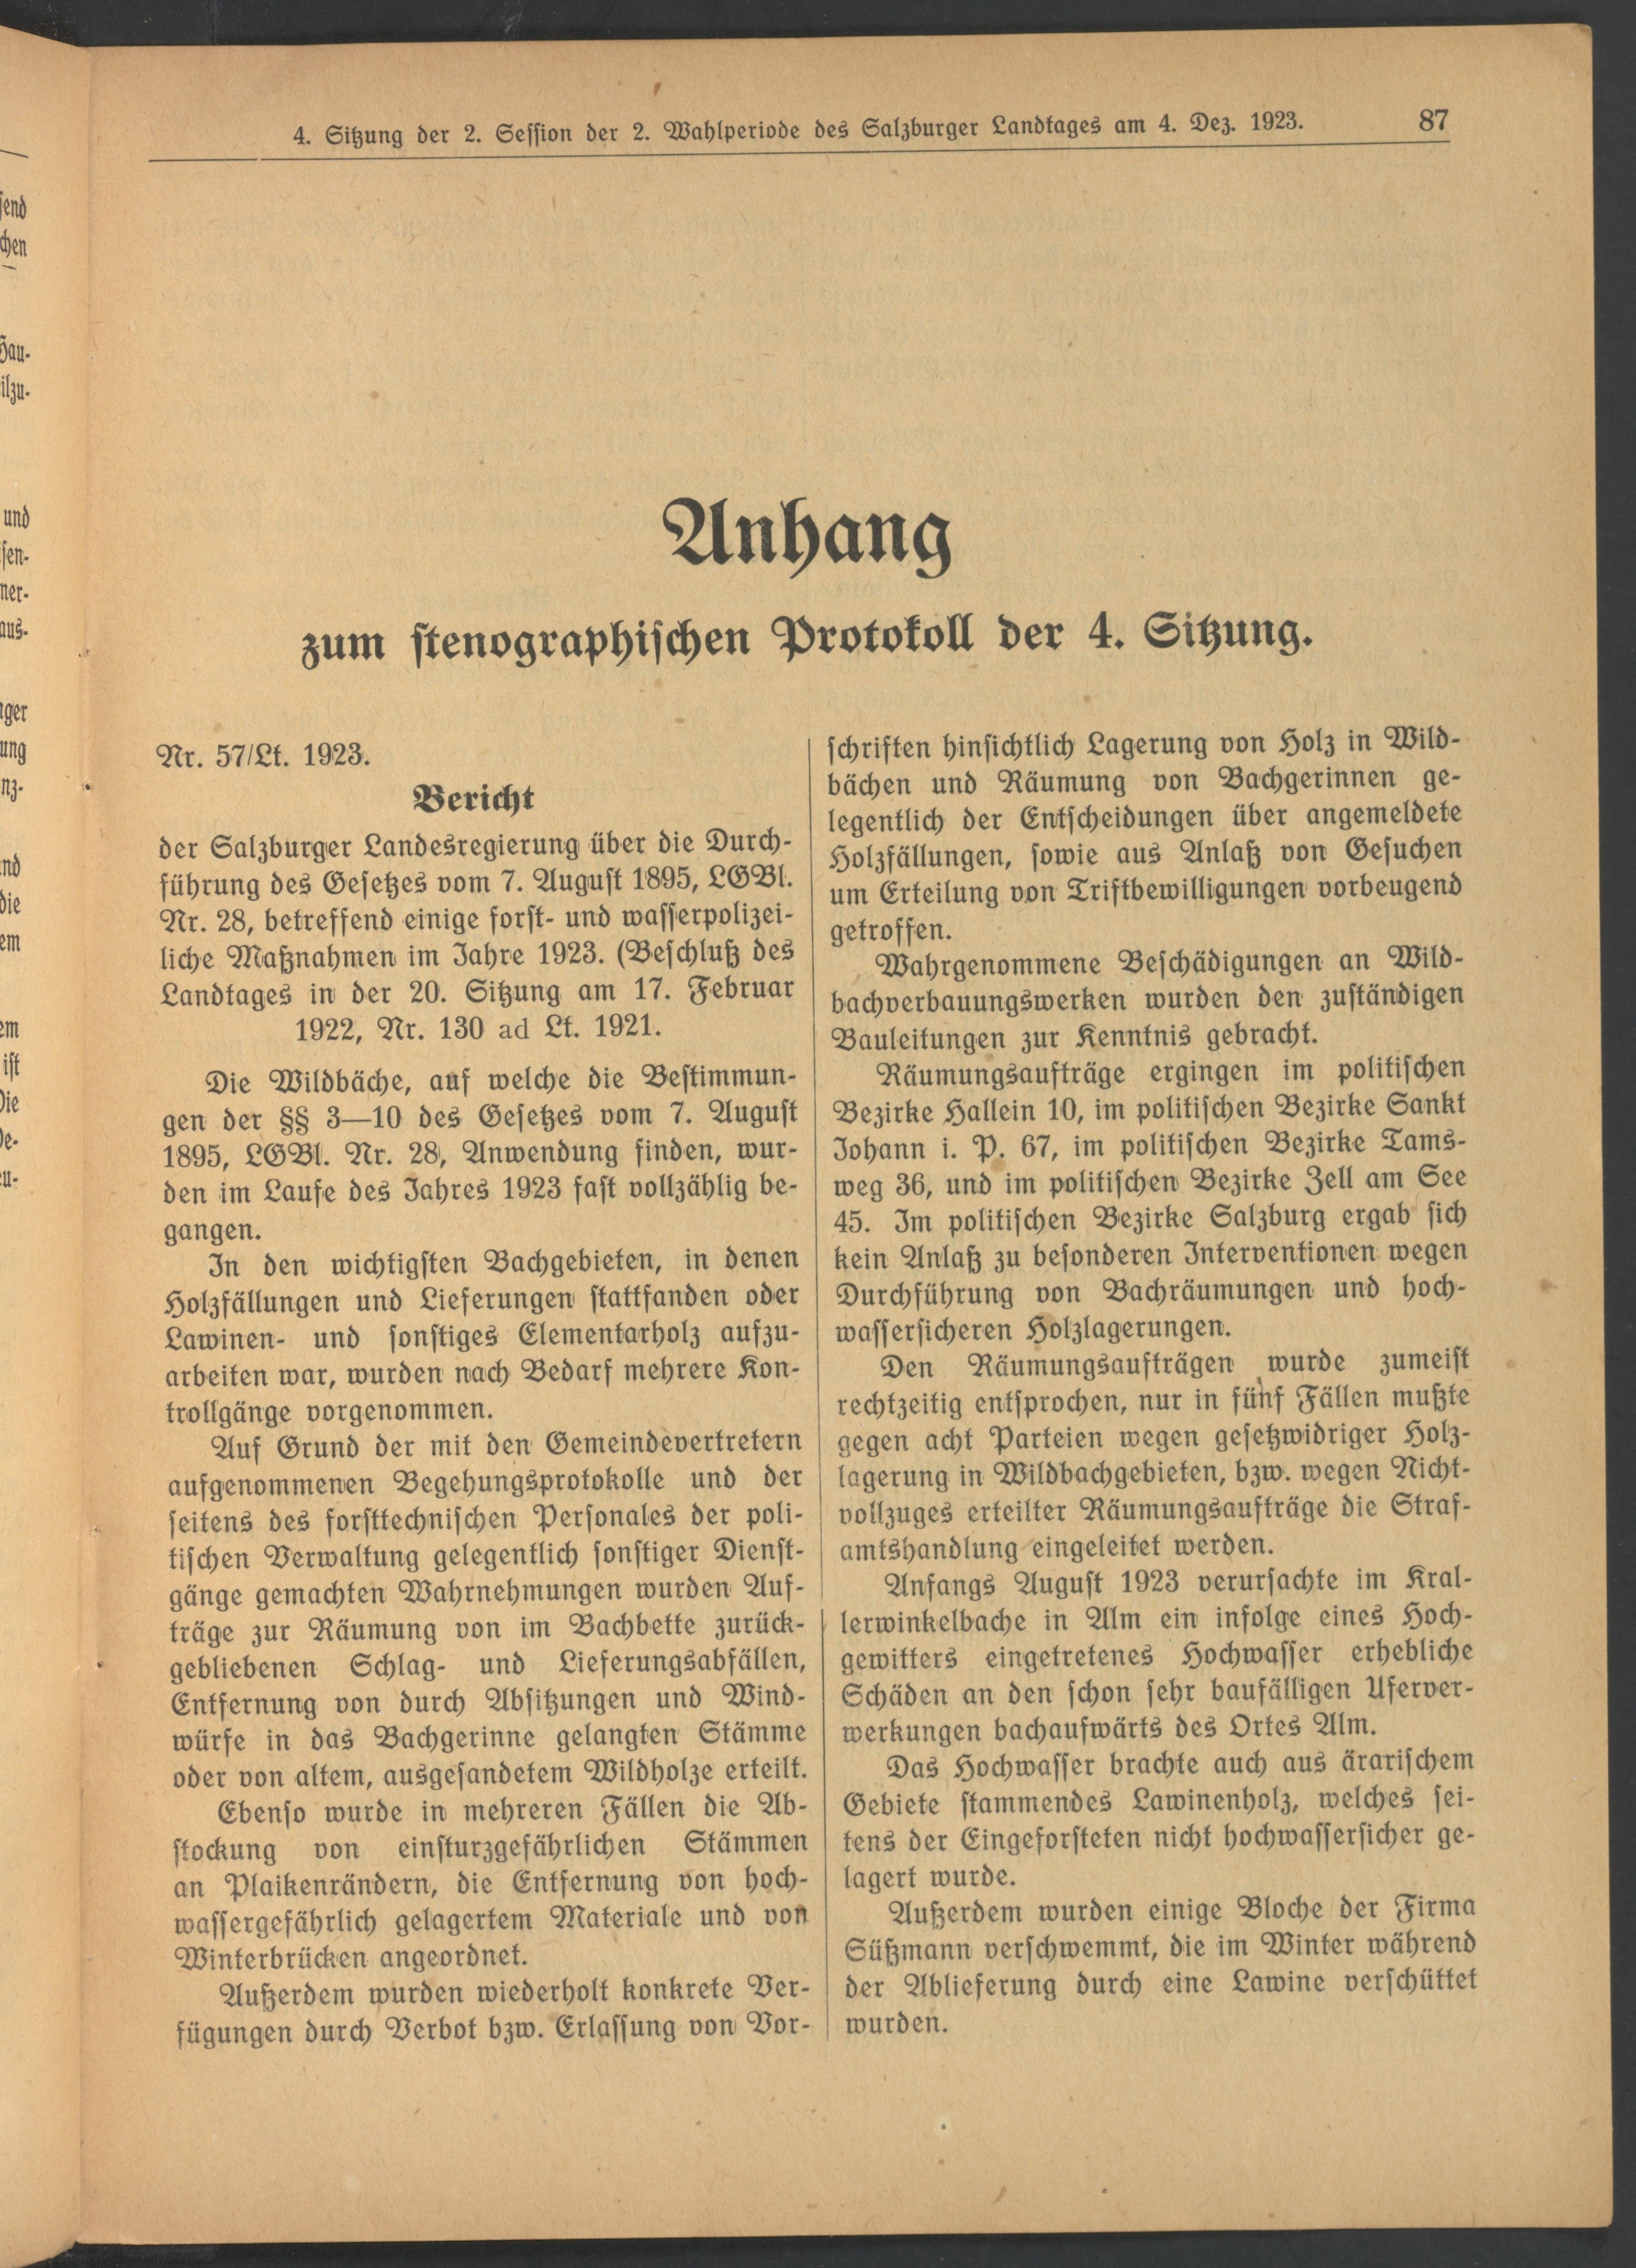 4. Sitzung der 2. Session der 2. Wahlperiode des Salzburger Landtages am 4. Dez. 1923.
87
Anhang
zum stenographischen Protokoll der 4. Sitzung.
Nr. 57/Lt. 1923.
Bericht
der Salzburger Landesregierung über die Durch-
führung des Gesetzes vom 7. August 1895, LGBl.
Nr. 28, betreffend einige forst- und wasserpolizei-
liche Maßnahmen im Jahre 1923. (Beschluß des
Landtages in der 20. Sitzung am 17. Februar
1922, Nr. 130 ad Lt. 1921.
Die Wildbäche, auf welche die Bestimmun-
gen der §§ 3—10 des Gesetzes vom 7. August
1895, LGBl. Nr. 28, Anwendung finden, wur-
den im Laufe des Jahres 1923 fast vollzählig be-
gangen.
In den wichtigsten Bachgebieten, in denen
Holzfällungen und Lieferungen stattfanden oder
Lawinen- und sonstiges Elementarholz aufzu-
arbeiten war, wurden nach Bedarf mehrere Kon-
trollgänge vorgenommen.
Auf Grund der mit den Gemeindevertretern
aufgenommenen Begehungsprotokolle und der
seitens des forsttechnischen Personales der poli-
tischen Verwaltung gelegentlich sonstiger Dienst-
gänge gemachten Wahrnehmungen wurden Auf-
träge zur Räumung von im Bachbette zurück-
gebliebenen Schlag- und Lieferungsabfällen,
Entfernung von durch Absitzungen und Wind-
würfe in das Bachgerinne gelangten Stämme
oder von altem, ausgesandetem Wildholze erteilt.
Ebenso wurde in mehreren Fällen die Ab-
stockung von einsturzgefährlichen Stämmen
an Plaikenrändern, die Entfernung von hoch-
wassergefährlich gelagertem Materiale und von
Winterbrücken angeordnet.
Außerdem wurden wiederholt konkrete Ver-
fügungen durch Verbot bzw. Erlassung von Vor-
schriften hinsichtlich Lagerung von Holz in Wild-
bächen und Räumung von Bachgerinnen ge-
legentlich der Entscheidungen über angemeldete
Holzfällungen, sowie aus Anlaß von Gesuchen
um Erteilung von Triftbewilligungen vorbeugend
getroffen.
Wahrgenommene Beschädigungen an Wild-
bachverbauungswerken wurden den zuständigen
Bauleitungen zur Kenntnis gebracht.
Räumungsaufträge ergingen im politischen
Bezirke Hallein 10, im politischen Bezirke Sankt
Johann i. P. 67, im politischen Bezirke Tams-
weg 36, und im politischen Bezirke Zell am See
45. Im politischen Bezirke Salzburg ergab sich
kein Anlaß zu besonderen Interventionen wegen
Durchführung von Bachräumungen und hoch-
wassersicheren Holzlagerungen.
Den Räumungsaufträgen wurde zumeist
rechtzeitig entsprochen, nur in fünf Fällen mußte
gegen acht Parteien wegen gesetzwidriger Holz-
lagerung in Wildbachgebieten, bzw. wegen Nicht-
vollzuges erteilter Räumungsaufträge die Straf-
amtshandlung eingeleitet werden.
Anfangs August 1923 verursachte im Kral-
lerwinkelbache in Alm ein infolge eines Hoch-
gewitters eingetretenes Hochwasser erhebliche
Schäden an den schon sehr baufälligen Uferver-
werkungen bachaufwärts des Ortes Alm.
Das Hochwasser brachte auch aus ärarischem
Gebiete stammendes Lawinenholz, welches sei-
tens der Eingeforsteten nicht hochwassersicher ge-
lagert wurde.
Außerdem wurden einige Bloche der Firma
Süßmann verschwemmt, die im Winter während
der Ablieferung durch eine Lawine verschüttet
wurden.